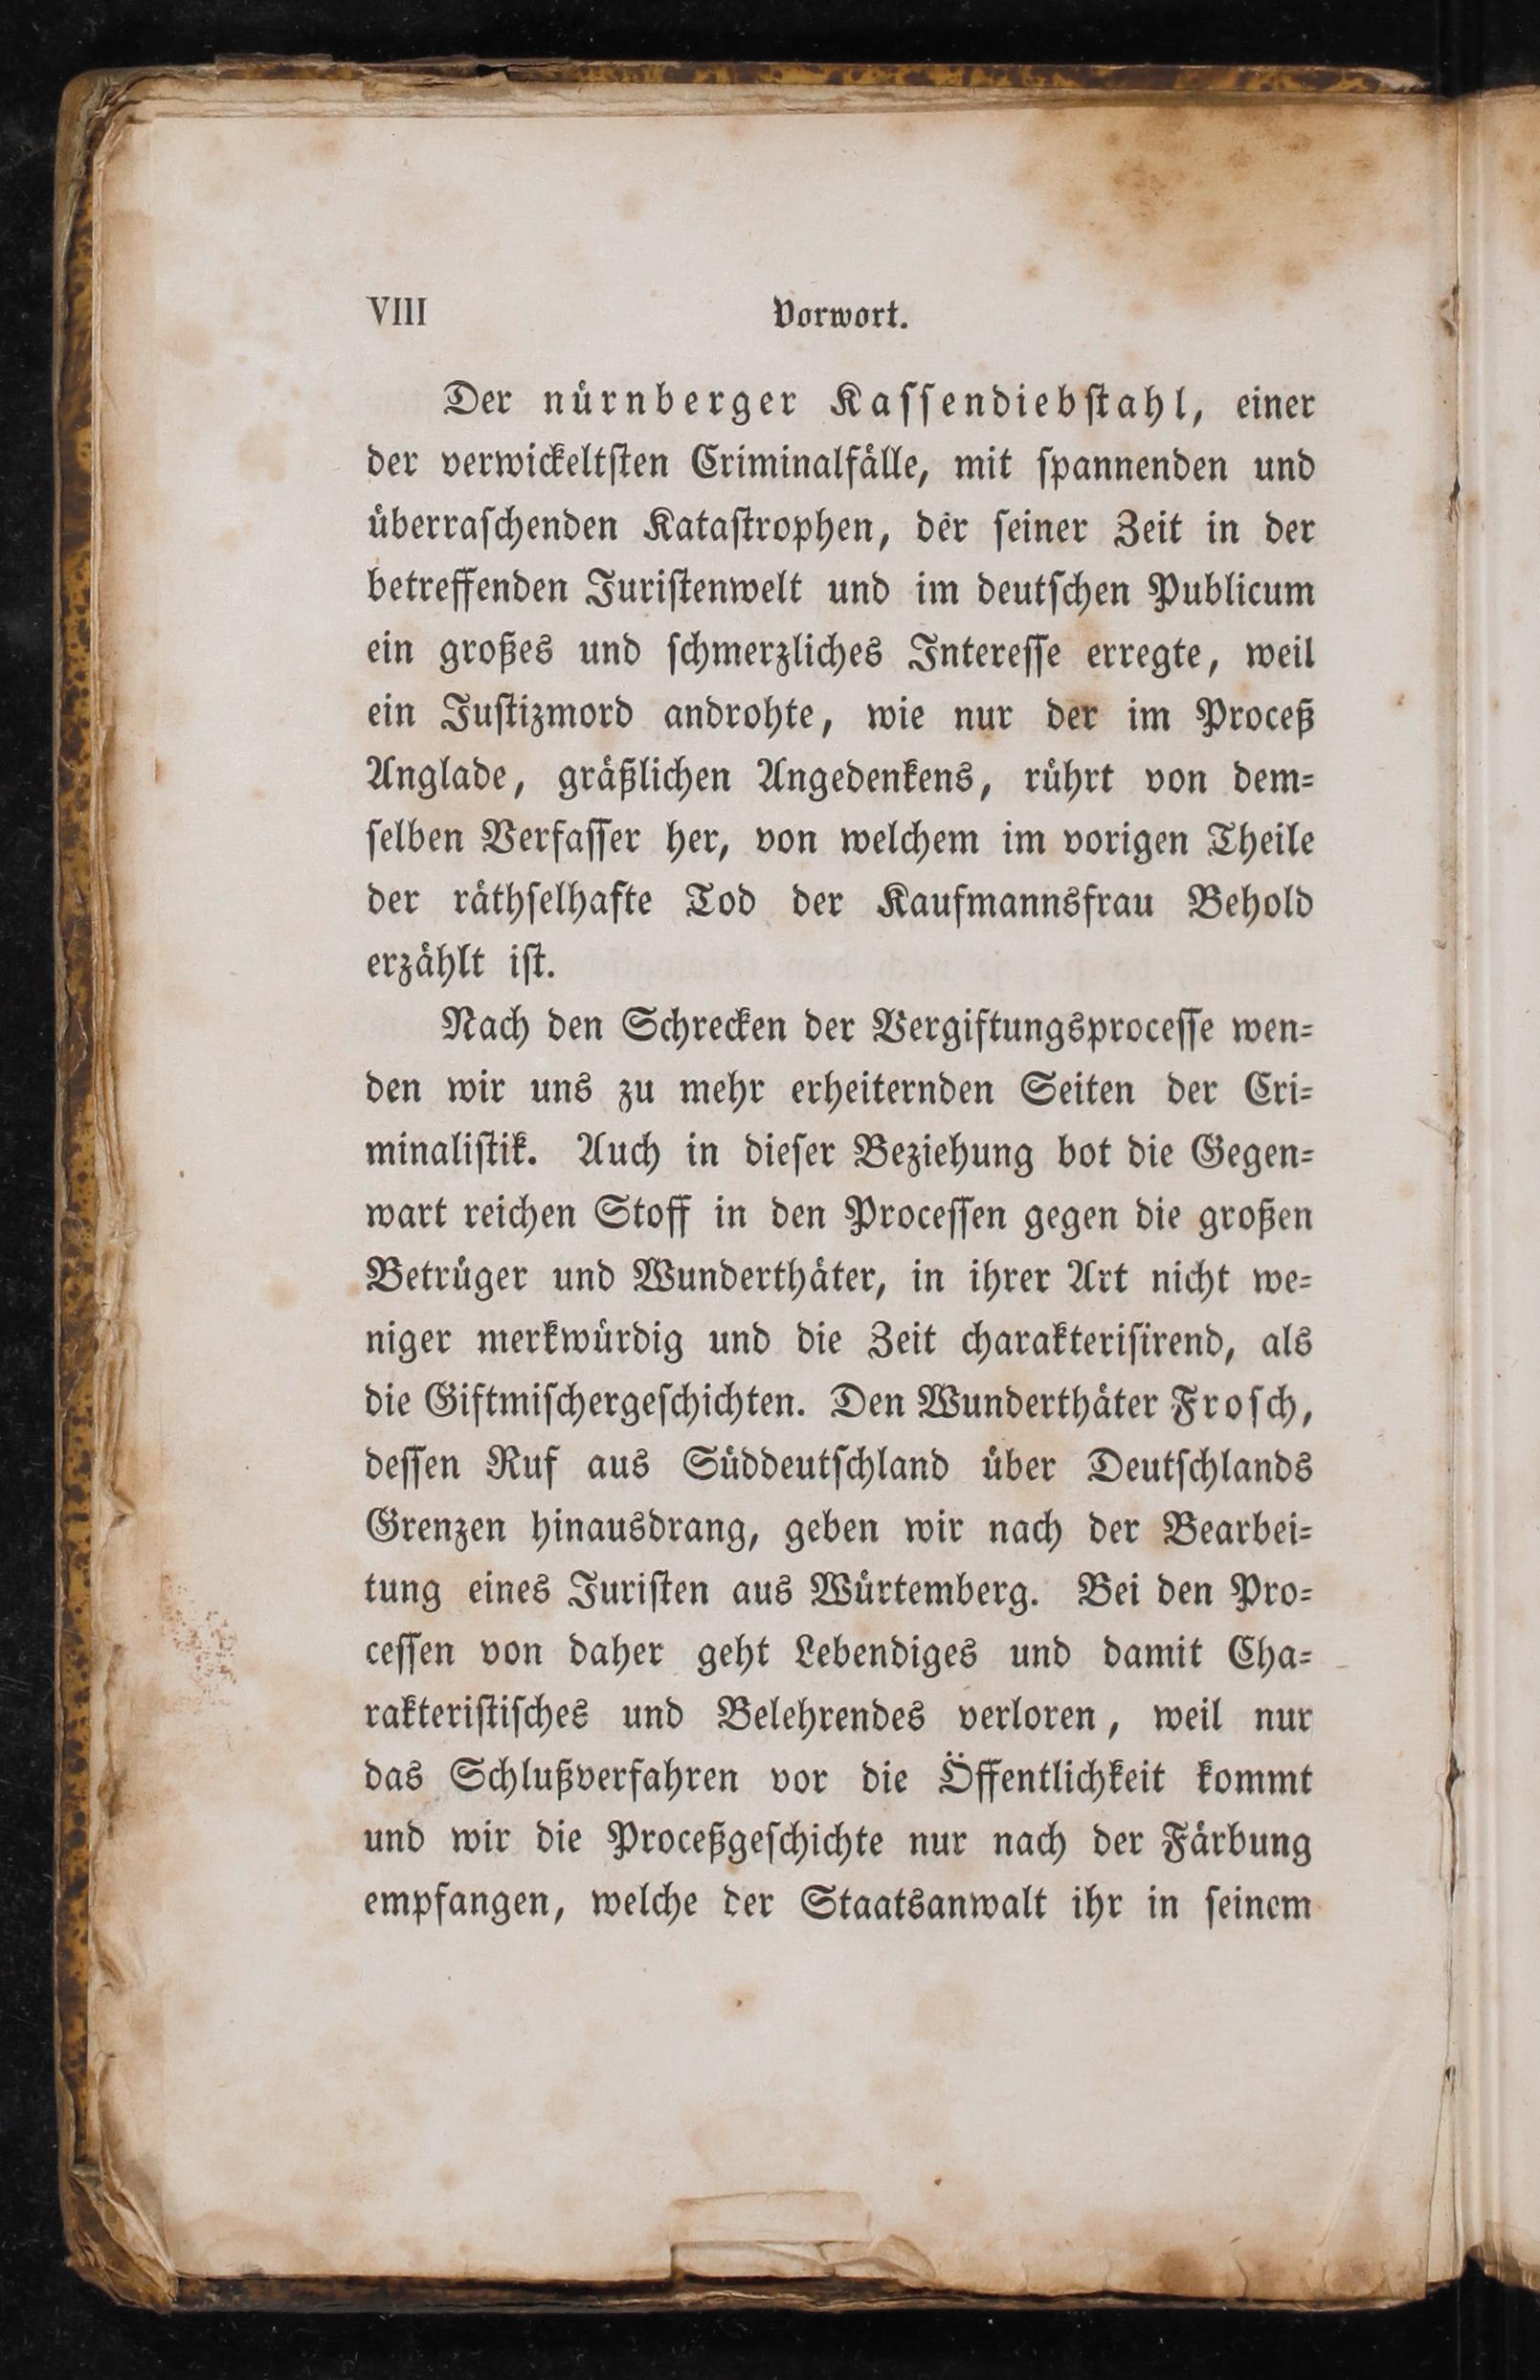 VIII Vorwort.
Der nürnberger Kaſſendiebſtahl, einer
der verwickeltſten Criminalfälle, mit ſpannenden und
überraſchenden Kataſtrophen, der ſeiner Zeit in der
betreffenden Juriſtenwelt und im deutſchen Publicum
ein großes und ſchmerzliches Intereſſe erregte, weil
ein Juſtizmord androhte, wie nur der im Proceß
Anglade, gräßlichen Angedenkens, rührt von dem-
ſelben Verfaſſer her, von welchem im vorigen Theile
der räthſelhafte Tod der Kaufmannsfrau Behold
erzählt iſt.
Nach den Schrecken der Vergiftungsproceſſe wen-
den wir uns zu mehr erheiternden Seiten der Cri-
minaliſtik. Auch in dieſer Beziehung bot die Gegen-
wart reichen Stoff in den Proceſſen gegen die großen
Betrüger und Wunderthäter, in ihrer Art nicht we-
niger merkwürdig und die Zeit charakteriſirend, als
die Giftmiſchergeſchichten. Den Wunderthäter Froſch,
deſſen Ruf aus Süddeutſchland über Deutſchlands
Grenzen hinausdrang, geben wir nach der Bearbei-
tung eines Juriſten aus Würtemberg. Bei den Pro-
ceſſen von daher geht Lebendiges und damit Cha-
rakteriſtiſches und Belehrendes verloren, weil nur
das Schlußverfahren vor die Öffentlichkeit kommt
und wir die Proceßgeſchichte nur nach der Färbung
empfangen, welche der Staatsanwalt ihr in ſeinem